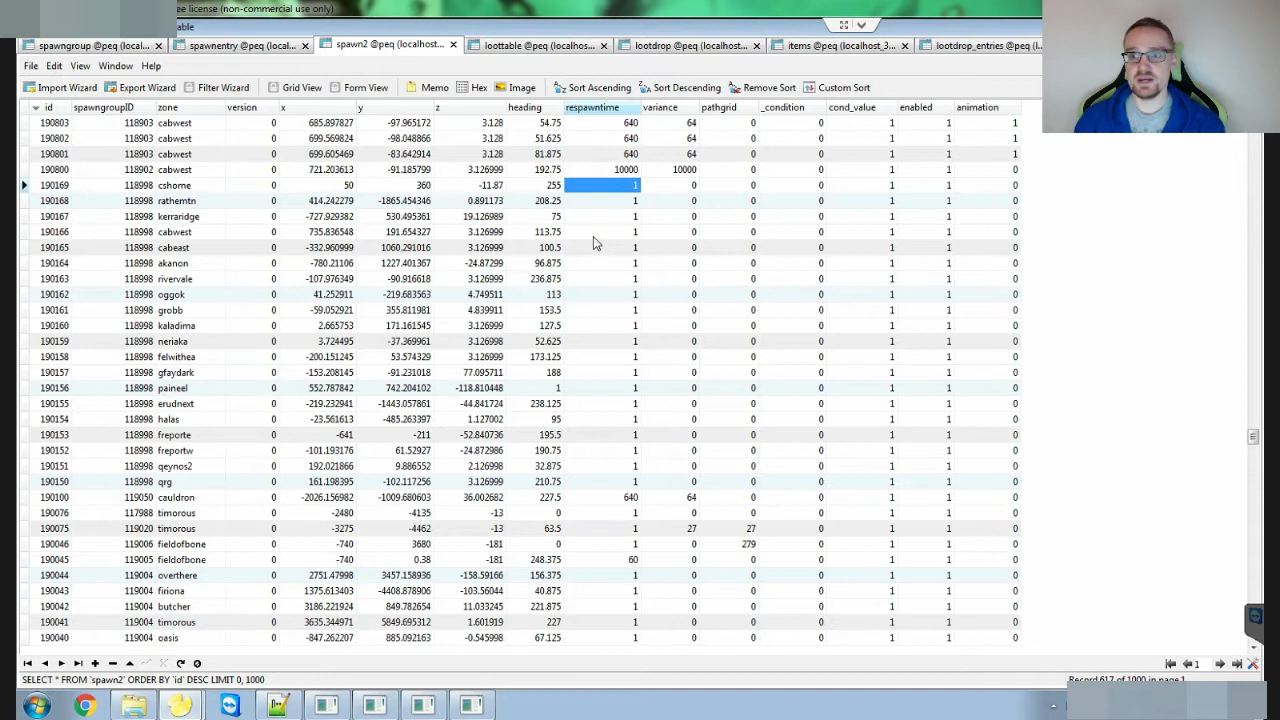 ee license (non-commercial use only)
table
spawngroup @peq (local... spawnentry @peq (local... spawn2 @peq (localhost... loottable @peq (localhos... lootdrop @peq (localhos... items @peq (localhost_3... lootdrop_entries @peq (lo
File Edit View Window Help
Import Wizard Export Wizard Filter Wizard Grid View Form View Memo Hex Image Sort Ascending Sort Descending Remove Sort Custom Sort
id spawngroupID zone version x y z heading respawntime variance pathgrid _condition cond_value enabled animation
190803 118903 cabwest 0 685.897827 -97.965172 3.128 54.75 640 64 0 0 1 1 1
190802 118903 cabwest 0 699.569824 -98.048866 3.128 51.625 640 64 0 0 1 1 1
190801 118903 cabwest 0 699.605469 -83.642914 3.128 81.875 640 64 0 0 1 1 1
190800 118902 cabwest 0 721.203613 -91.185799 3.126999 192.75 10000 10000 0 0 1 1 0
190169 118998 cshome 0 50 360 -11.87 255 1 0 0 0 1 1 0
190168 118998 rathemtn 0 414.242279 -1865.454346 0.891173 208.25 1 0 0 0 1 1 0
190167 118998 kerraridge 0 -727.929382 530.495361 19.126989 75 1 0 0 0 1 1 0
190166 118998 cabwest 0 735.836548 191.654327 3.126999 113.75 1 0 0 0 1 1 0
190165 118998 cabeast 0 -332.960999 1060.291016 3.126999 100.5 1 0 0 0 1 1 0
190164 118998 akanon 0 -780.21106 1227.401367 -24.87299 96.875 1 0 0 0 1 1 0
190163 118998 rivervale 0 -107.976349 -90.916618 3.126999 236.875 1 0 0 0 1 1 0
190162 118998 oggok 0 41.252911 -219.683563 4.749511 113 1 0 0 0 1 1 0
190161 118998 grobb 0 -59.052921 355.811981 4.839911 153.5 1 0 0 0 1 1 0
190160 118998 kaladima 0 2.665753 171.161545 3.126999 127.5 1 0 0 0 1 1 0
190159 118998 neriaka 0 3.724495 -37.369961 3.126999 52.625 1 0 0 0 1 1 0
190158 118998 felwithea 0 -200.151245 53.574329 3.126999 173.125 1 0 0 0 1 1 0
190157 118998 gfaydark 0 -153.208145 -91.231018 77.095711 188 1 0 0 0 1 1 0
190156 118998 paineel 0 552.787842 742.204102 -118.810448 1 1 0 0 0 1 1 0
190155 118998 erudnext 0 -219.232941 -1443.057861 -44.841724 238.125 1 0 0 0 1 1 0
190154 118998 halas 0 -23.561613 -485.263397 1.127002 95 1 0 0 0 1 1 0
190153 118998 freporte 0 -641 -211 -52.840736 195.5 1 0 0 0 1 1 0
190152 118998 freportw 0 -101.193176 61.52927 -24.872986 190.75 1 0 0 0 1 1 0
190151 118998 qeynos2 0 192.021866 9.886552 2.126998 32.875 1 0 0 0 1 1 0
190150 118998 qrg 0 161.198395 -102.117256 3.126999 210.75 1 0 0 0 1 1 0
190100 119050 cauldron 0 -2026.156982 -1009.680603 36.002682 227.5 640 64 0 0 1 1 0
190076 117988 timorous 0 -2480 -4135 -13 0 1 0 0 0 1 1 0
190075 119020 timorous 0 -3275 -4462 -13 63.5 1 27 27 0 1 1 0
190046 119006 fieldofbone 0 -740 3680 -181 0 1 0 279 0 1 1 0
190045 119005 fieldofbone 0 -740 0.38 -181 248.375 60 0 0 0 1 1 0
190044 119004 overthere 0 2751.47998 3457.158936 -158.59166 156.375 1 0 0 0 1 1 0
190043 119004 firiona 0 1375.613403 -4408.878906 -103.56044 40.875 1 0 0 0 1 1 0
190042 119004 butcher 0 3186.221924 849.782654 11.033245 221.875 1 0 0 0 1 1 0
190041 119004 timorous 0 3635.344971 5849.695312 1.601919 227 1 0 0 0 1 1 0
190040 119004 oasis 0 -847.262207 885.092163 -0.545998 67.125 1 0 0 0 1 1 0
1
SELECT * FROM `spawn2` ORDER BY `id` DESC LIMIT 0, 1000 Record 617 of 1000 in page 1